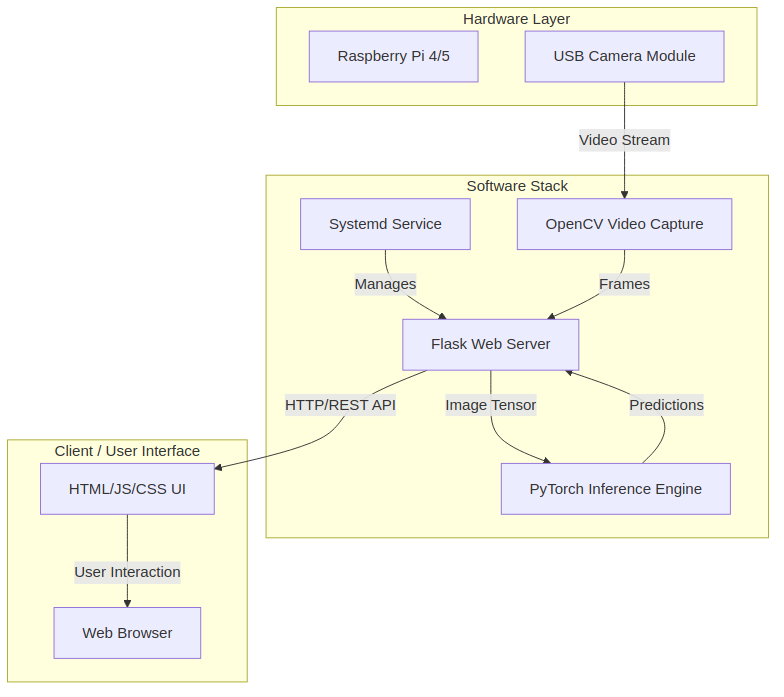 Hardware Layer
Raspberry Pi 4/5
USB Camera Module
Video Stream
Software Stack
Systemd Service
OpenCV Video Capture
Manages
Frames
Flask Web Server
HTTP/REST API
Image Tensor
Predictions
Client / User Interface
HTML/JS/CSS UI
PyTorch Inference Engine
User Interaction
Web Browser